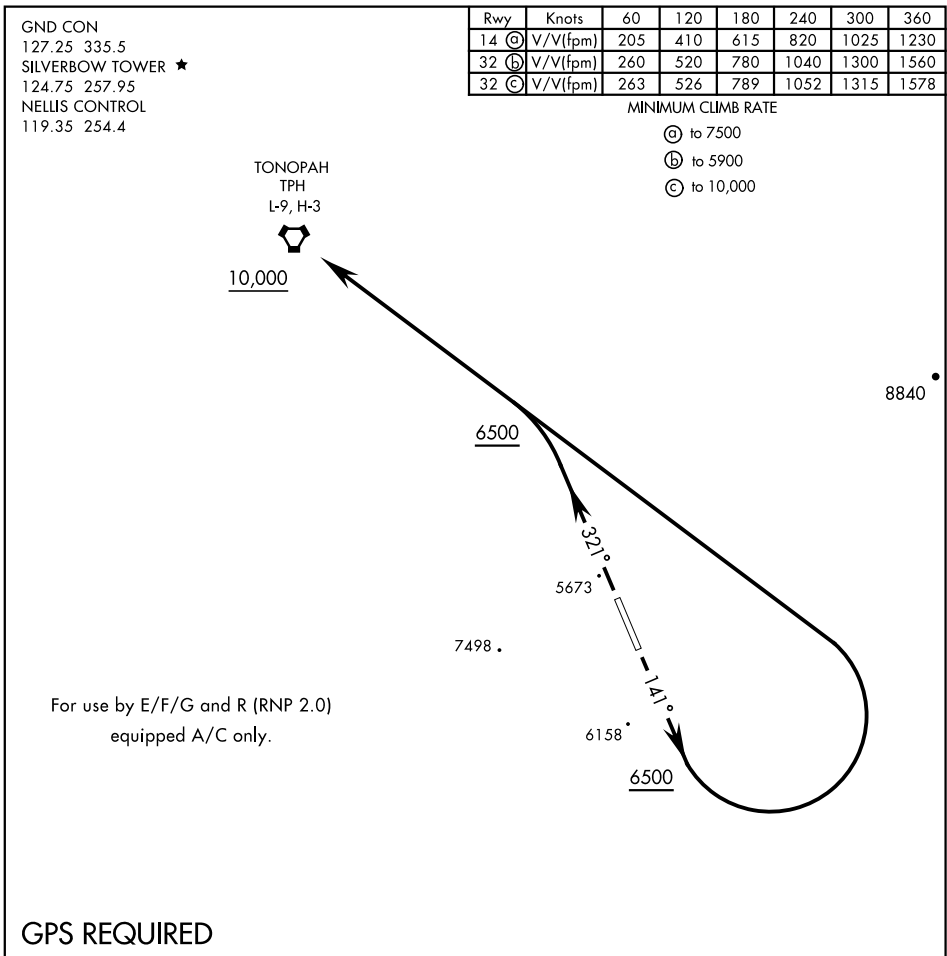 GND CON
127.25 335.5
SILVERBOW TOWER ★
124.75 257.95
NELLIS CONTROL
119.35 254.4
Rwy Knots 60 120 180 240 300 360
14 ⓐ V/V(fpm) 205 410 615 820 1025 1230
32 ⓑ V/V(fpm) 260 520 780 1040 1300 1560
32 ⓒ V/V(fpm) 263 526 789 1052 1315 1578
MINIMUM CLIMB RATE
ⓐ to 7500
ⓑ to 5900
ⓒ to 10,000
TONOPAH
TPH
L-9, H-3
10,000
8840
6500
321°
5673
7498
141°
6158
6500
For use by E/F/G and R (RNP 2.0)
equipped A/C only.
GPS REQUIRED